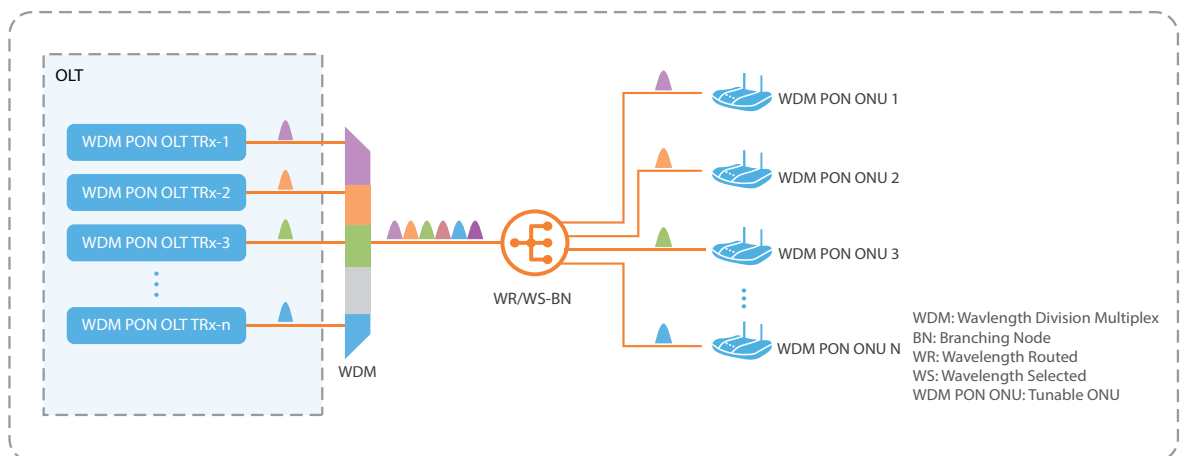 OLT
WDM PON OLT TRx-1
WDM PON OLT TRx-2
WDM PON OLT TRx-3
WDM PON OLT TRx-n
WDM
WR/WS-BN
WDM PON ONU 1
WDM PON ONU 2
WDM PON ONU 3
WDM PON ONU N
WDM: Wavlength Division Multiplex
BN: Branching Node
WR: Wavelength Routed
WS: Wavelength Selected
WDM PON ONU: Tunable ONU